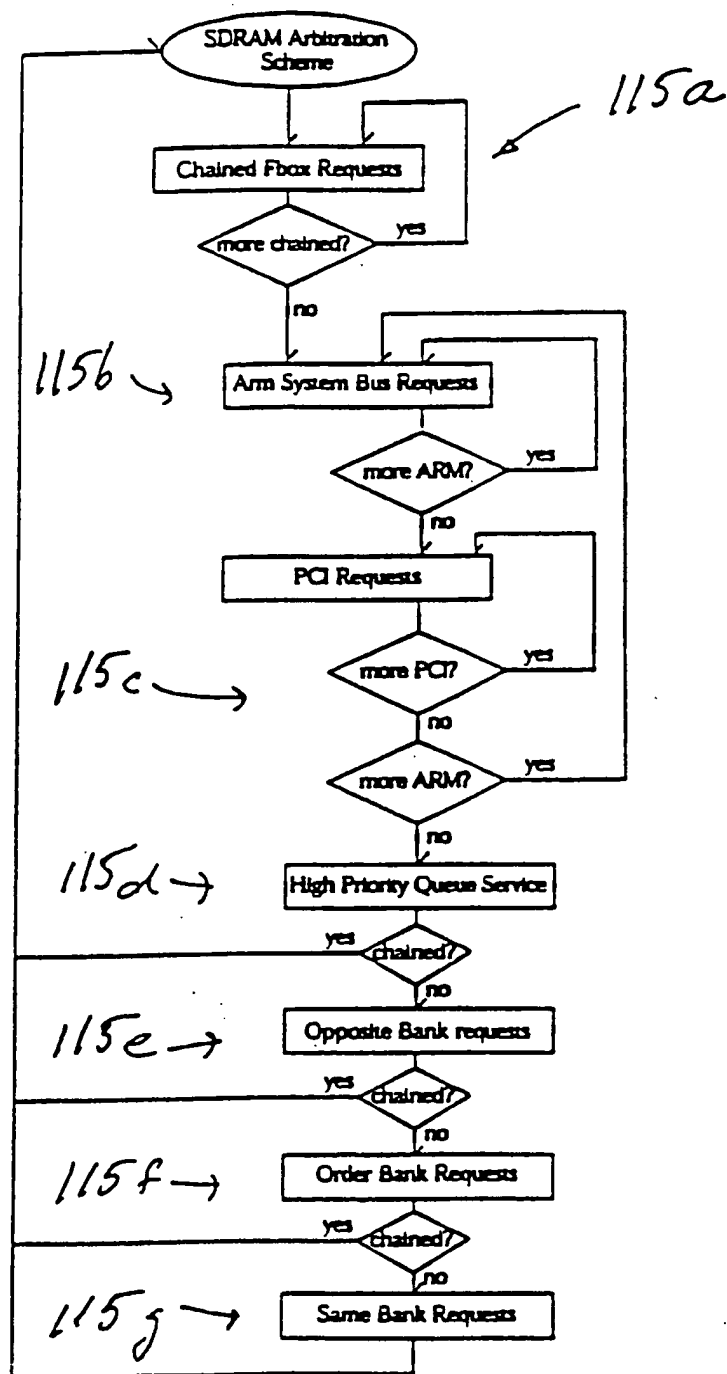 SDRAM Arbitration
Scheme
115a
Chained Fbox Requests
more chained?
yes
no
115b
Arm System Bus Requests
more ARM?
yes
no
PCI Requests
115c
more PCI?
yes
no
more ARM?
yes
no
115d
High Priority Queue Service
yes
chained?
no
115e
Opposite Bank requests
yes
chained?
no
115f
Order Bank Requests
yes
chained?
no
115g
Same Bank Requests